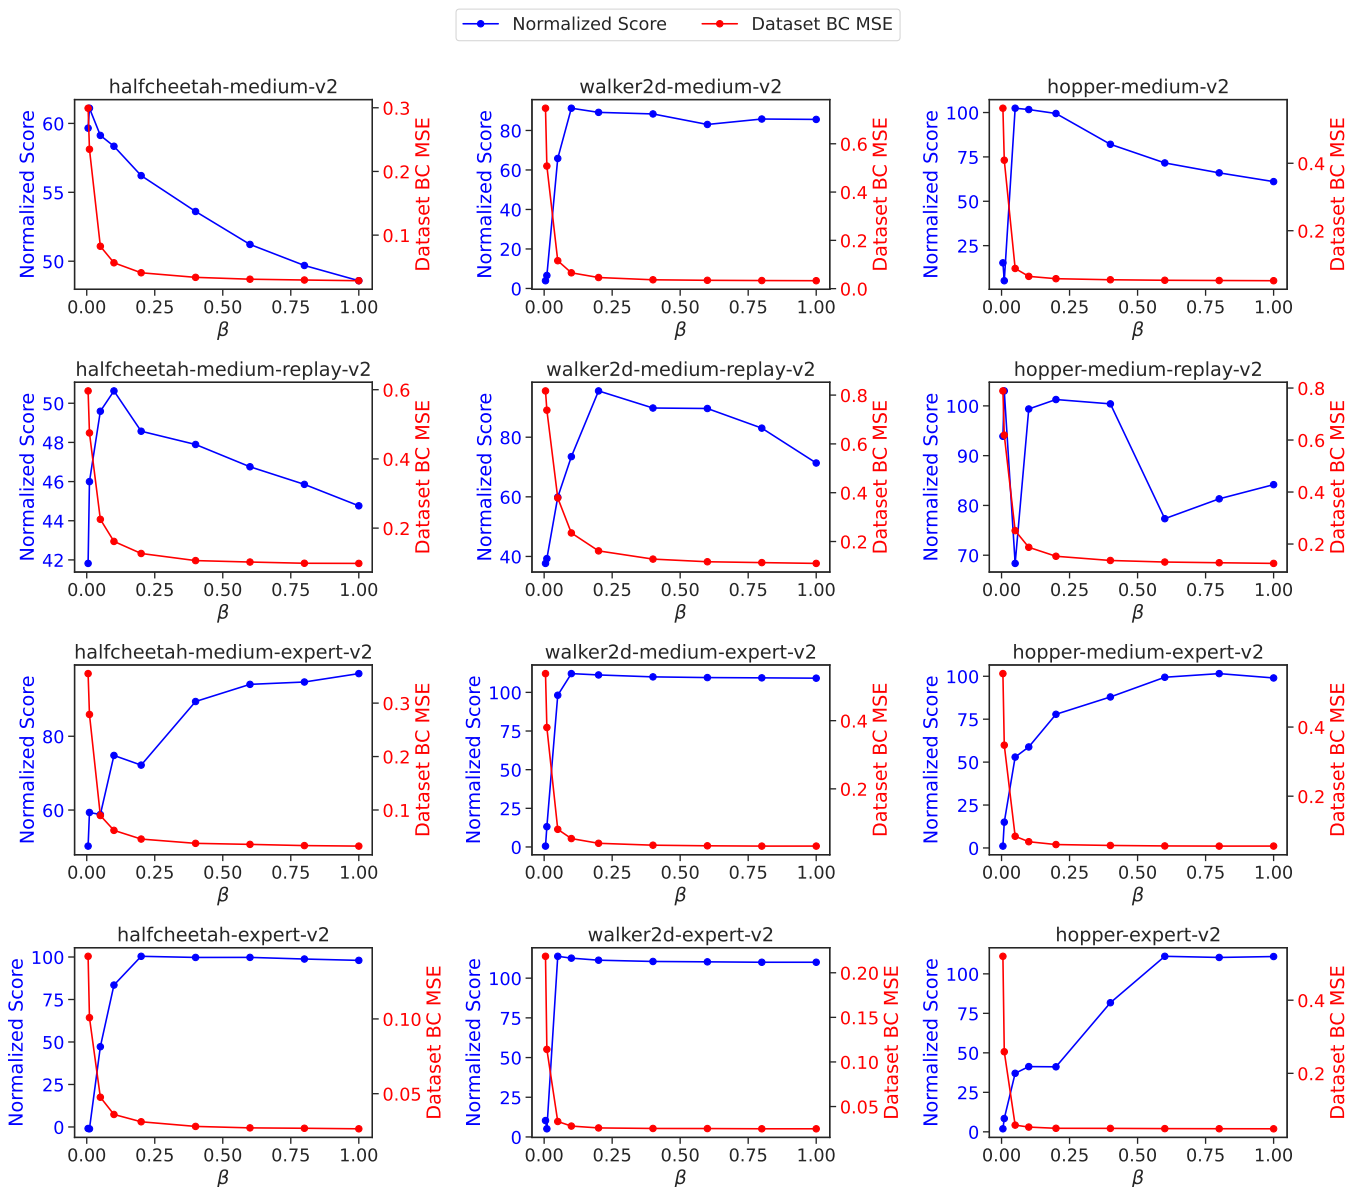 Normalized Score Dataset BC MSE
halfcheetah-medium-v2
Normalized Score
60
55
50
0.3
0.2
0.1
Dataset BC MSE
0.00 0.25 0.50 0.75 1.00
β
walker2d-medium-v2
Normalized Score
80
60
40
20
0
0.6
0.4
0.2
0.0
Dataset BC MSE
0.00 0.25 0.50 0.75 1.00
β
hopper-medium-v2
Normalized Score
100
75
50
25
0.4
0.2
Dataset BC MSE
0.00 0.25 0.50 0.75 1.00
β
halfcheetah-medium-replay-v2
Normalized Score
50
48
46
44
42
0.6
0.4
0.2
Dataset BC MSE
0.00 0.25 0.50 0.75 1.00
β
walker2d-medium-replay-v2
Normalized Score
80
60
40
0.8
0.6
0.4
0.2
Dataset BC MSE
0.00 0.25 0.50 0.75 1.00
β
hopper-medium-replay-v2
Normalized Score
100
90
80
70
0.8
0.6
0.4
0.2
Dataset BC MSE
0.00 0.25 0.50 0.75 1.00
β
halfcheetah-medium-expert-v2
Normalized Score
80
60
0.3
0.2
0.1
Dataset BC MSE
0.00 0.25 0.50 0.75 1.00
β
walker2d-medium-expert-v2
Normalized Score
100
75
50
25
0
0.4
0.2
Dataset BC MSE
0.00 0.25 0.50 0.75 1.00
β
hopper-medium-expert-v2
Normalized Score
100
75
50
25
0
0.4
0.2
Dataset BC MSE
0.00 0.25 0.50 0.75 1.00
β
halfcheetah-expert-v2
Normalized Score
100
75
50
25
0
0.10
0.05
Dataset BC MSE
0.00 0.25 0.50 0.75 1.00
β
walker2d-expert-v2
Normalized Score
100
75
50
25
0
0.20
0.15
0.10
0.05
Dataset BC MSE
0.00 0.25 0.50 0.75 1.00
β
hopper-expert-v2
Normalized Score
100
75
50
25
0
0.4
0.2
Dataset BC MSE
0.00 0.25 0.50 0.75 1.00
β